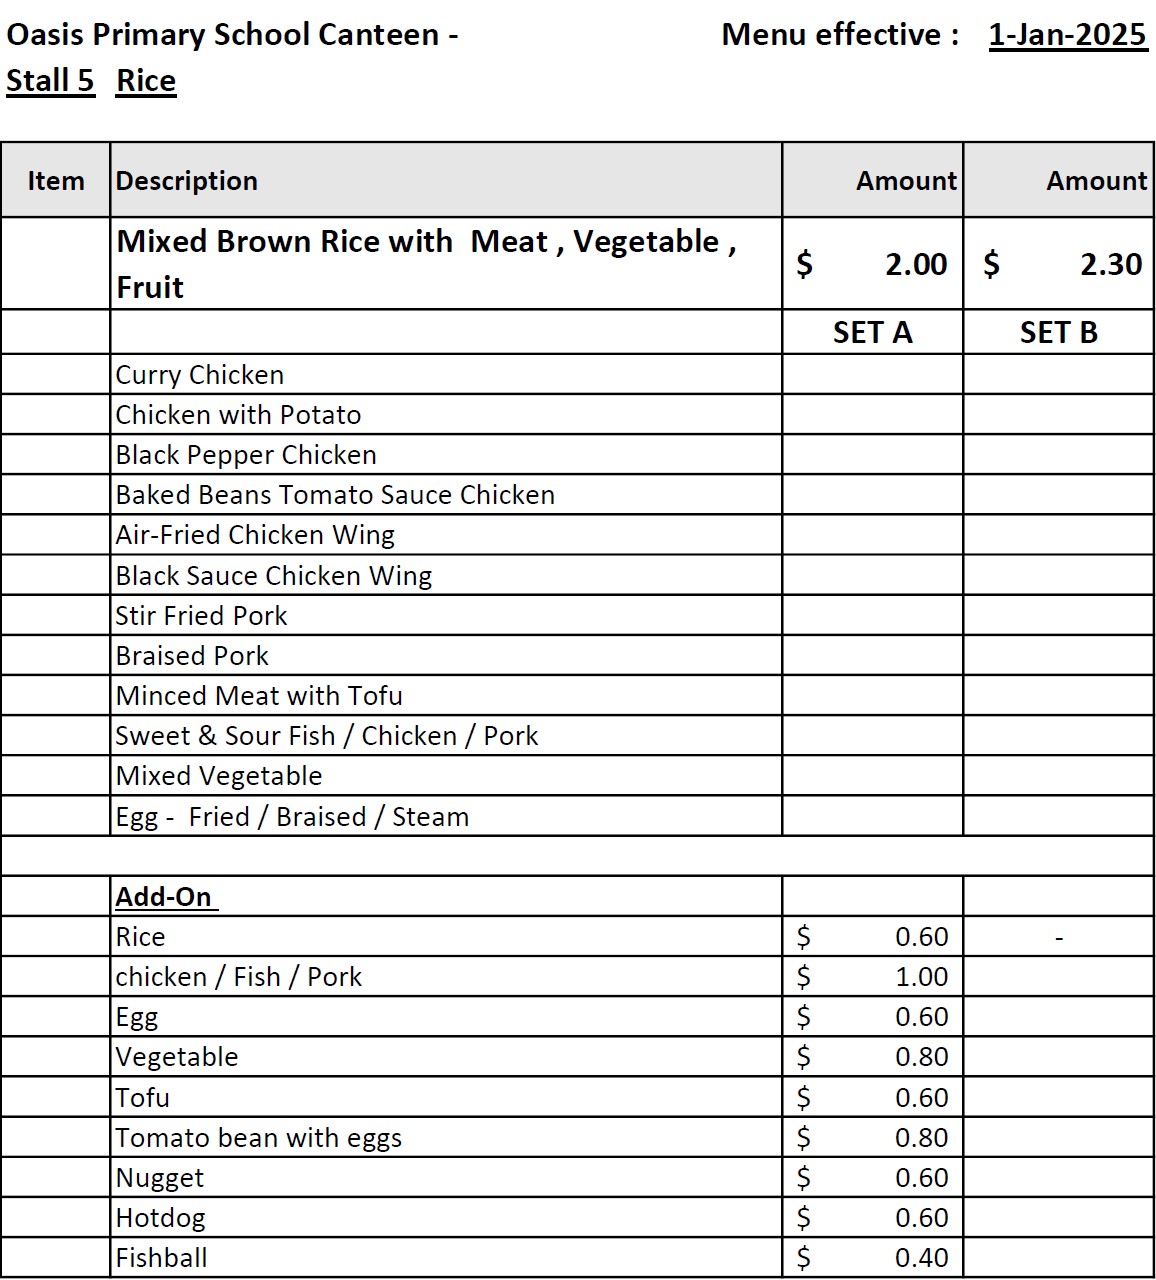 Oasis Primary School Canteen - Menu effective : 1-Jan-2025
Stall 5 Rice
Item Description Amount Amount
Mixed Brown Rice with  Meat , Vegetable ,
Fruit $ 2.00 $ 2.30
SET A SET B
Curry Chicken
Chicken with Potato
Black Pepper Chicken
Baked Beans Tomato Sauce Chicken
Air-Fried Chicken Wing
Black Sauce Chicken Wing
Stir Fried Pork
Braised Pork
Minced Meat with Tofu
Sweet & Sour Fish / Chicken / Pork
Mixed Vegetable
Egg -  Fried / Braised / Steam
Add-On
Rice $ 0.60 -
chicken / Fish / Pork $ 1.00
Egg $ 0.60
Vegetable $ 0.80
Tofu $ 0.60
Tomato bean with eggs $ 0.80
Nugget $ 0.60
Hotdog $ 0.60
Fishball $ 0.40